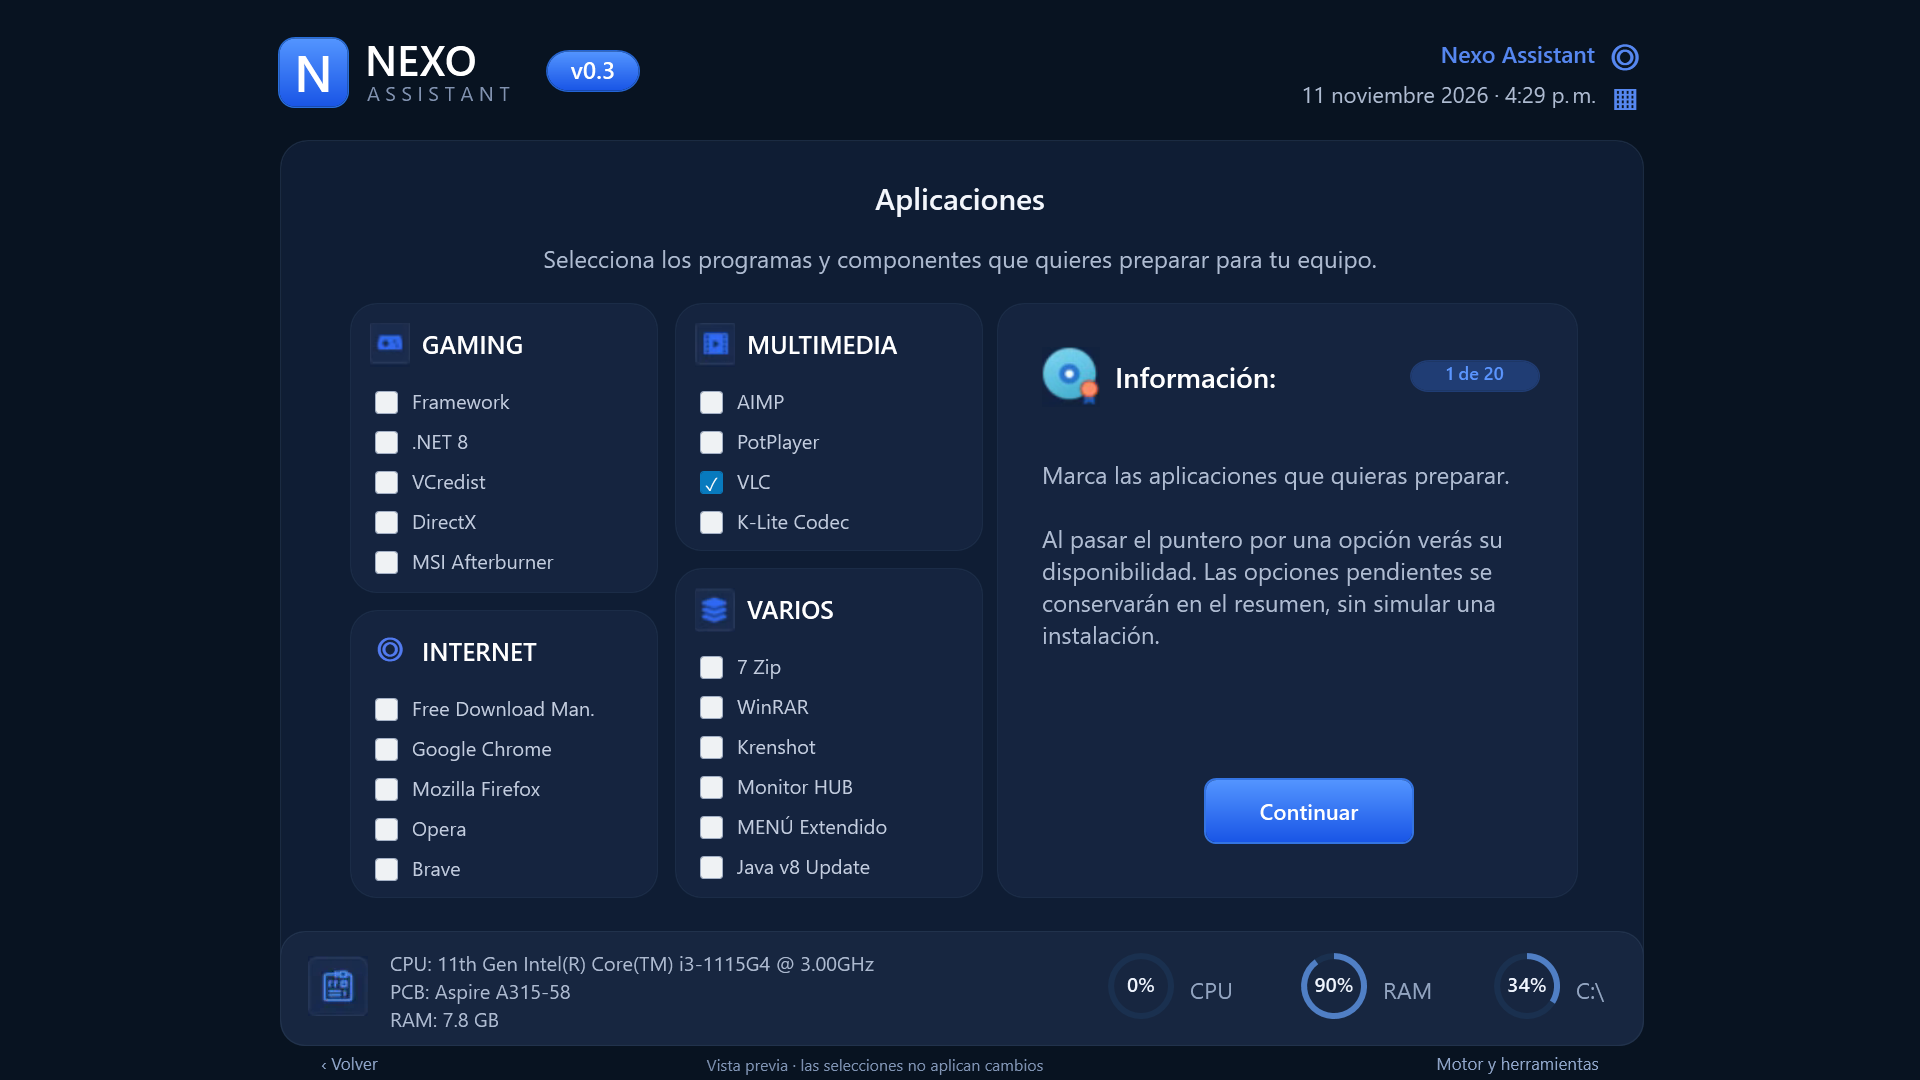 N
NEXO
ASSISTANT
v0.3
Nexo Assistant
11 noviembre 2026 · 4:29 p. m.
Aplicaciones
Selecciona los programas y componentes que quieres preparar para tu equipo.
GAMING
Framework
.NET 8
VCredist
DirectX
MSI Afterburner
INTERNET
Free Download Man.
Google Chrome
Mozilla Firefox
Opera
Brave
MULTIMEDIA
AIMP
PotPlayer
VLC
K-Lite Codec
VARIOS
7 Zip
WinRAR
Krenshot
Monitor HUB
MENÚ Extendido
Java v8 Update
Información:
1 de 20
Marca las aplicaciones que quieras preparar.
Al pasar el puntero por una opción verás su
disponibilidad. Las opciones pendientes se
conservarán en el resumen, sin simular una
instalación.
Continuar
CPU: 11th Gen Intel(R) Core(TM) i3-1115G4 @ 3.00GHz
PCB: Aspire A315-58
RAM: 7.8 GB
0% CPU
90% RAM
34% C:\
‹ Volver
Vista previa · las selecciones no aplican cambios
Motor y herramientas